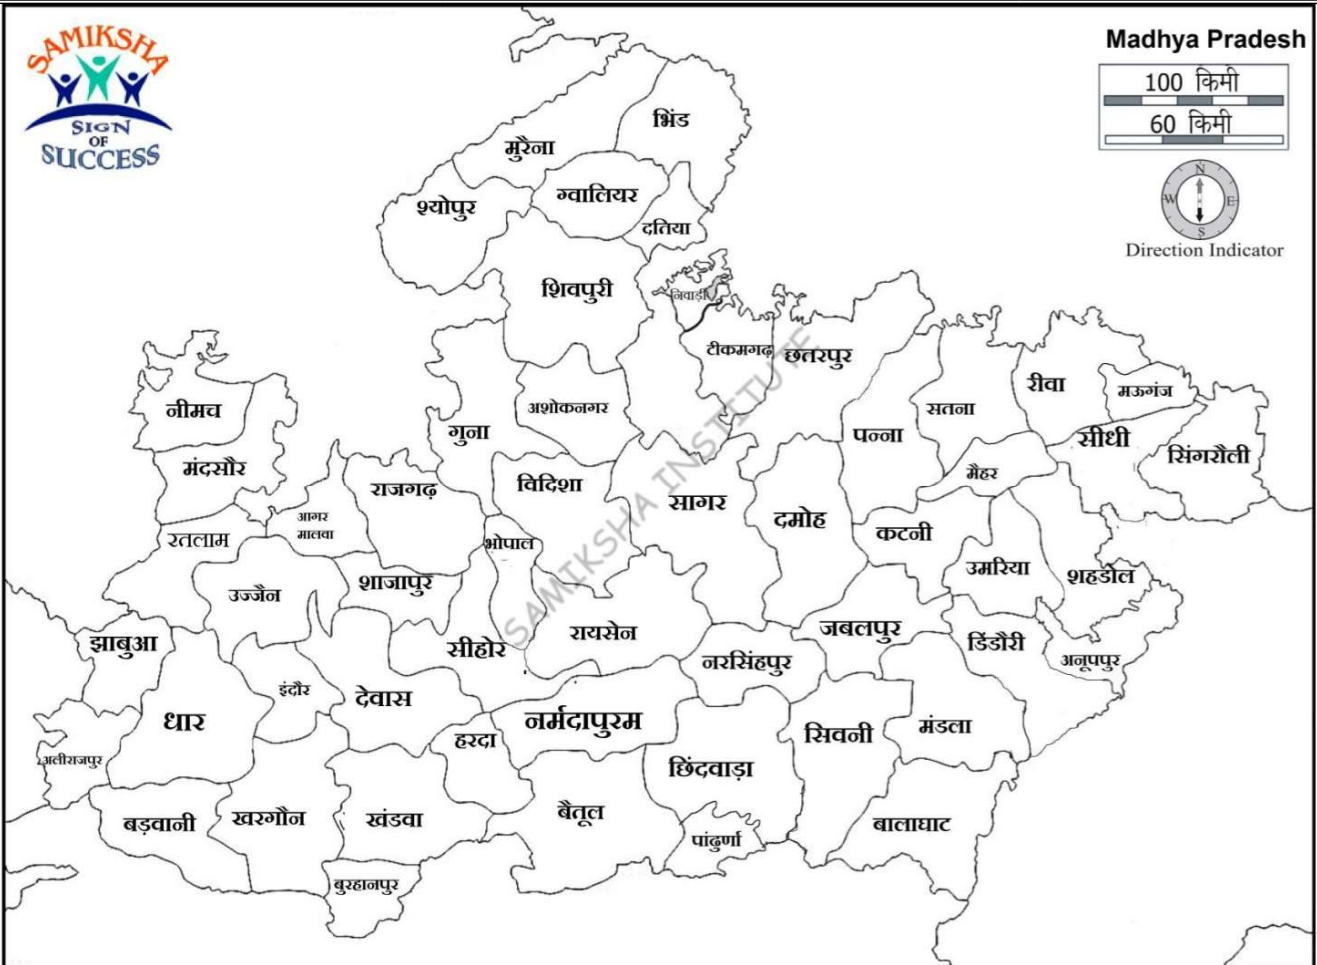 SAMIKSHA
SIGN
OF
SUCCESS
Madhya Pradesh
100 किमी
60 किमी
N
W E
S
Direction Indicator
भिंड
मुरैना
ग्वालियर
श्योपुर
दतिया
शिवपुरी
निवाड़ी
टीकमगढ़
छतरपुर
रीवा
मऊगंज
नीमच
अशोकनगर
सतना
गुना
पन्ना
सीधी
सिंगरौली
मंदसौर
मैहर
राजगढ़
विदिशा
सागर
दमोह
आगर
मालवा
रतलाम
भोपाल
कटनी
उमरिया
शहडोल
शाजापुर
उज्जैन
झाबुआ
सीहोर
रायसेन
जबलपुर
डिंडौरी
अनूपपुर
नरसिंहपुर
इंदौर
देवास
धार
नर्मदापुरम
सिवनी
मंडला
हरदा
अलीराजपुर
छिंदवाड़ा
बड़वानी
खरगौन
खंडवा
बैतूल
पांढुर्णा
बालाघाट
बुरहानपुर
SAMIKSHA INSTITUTE